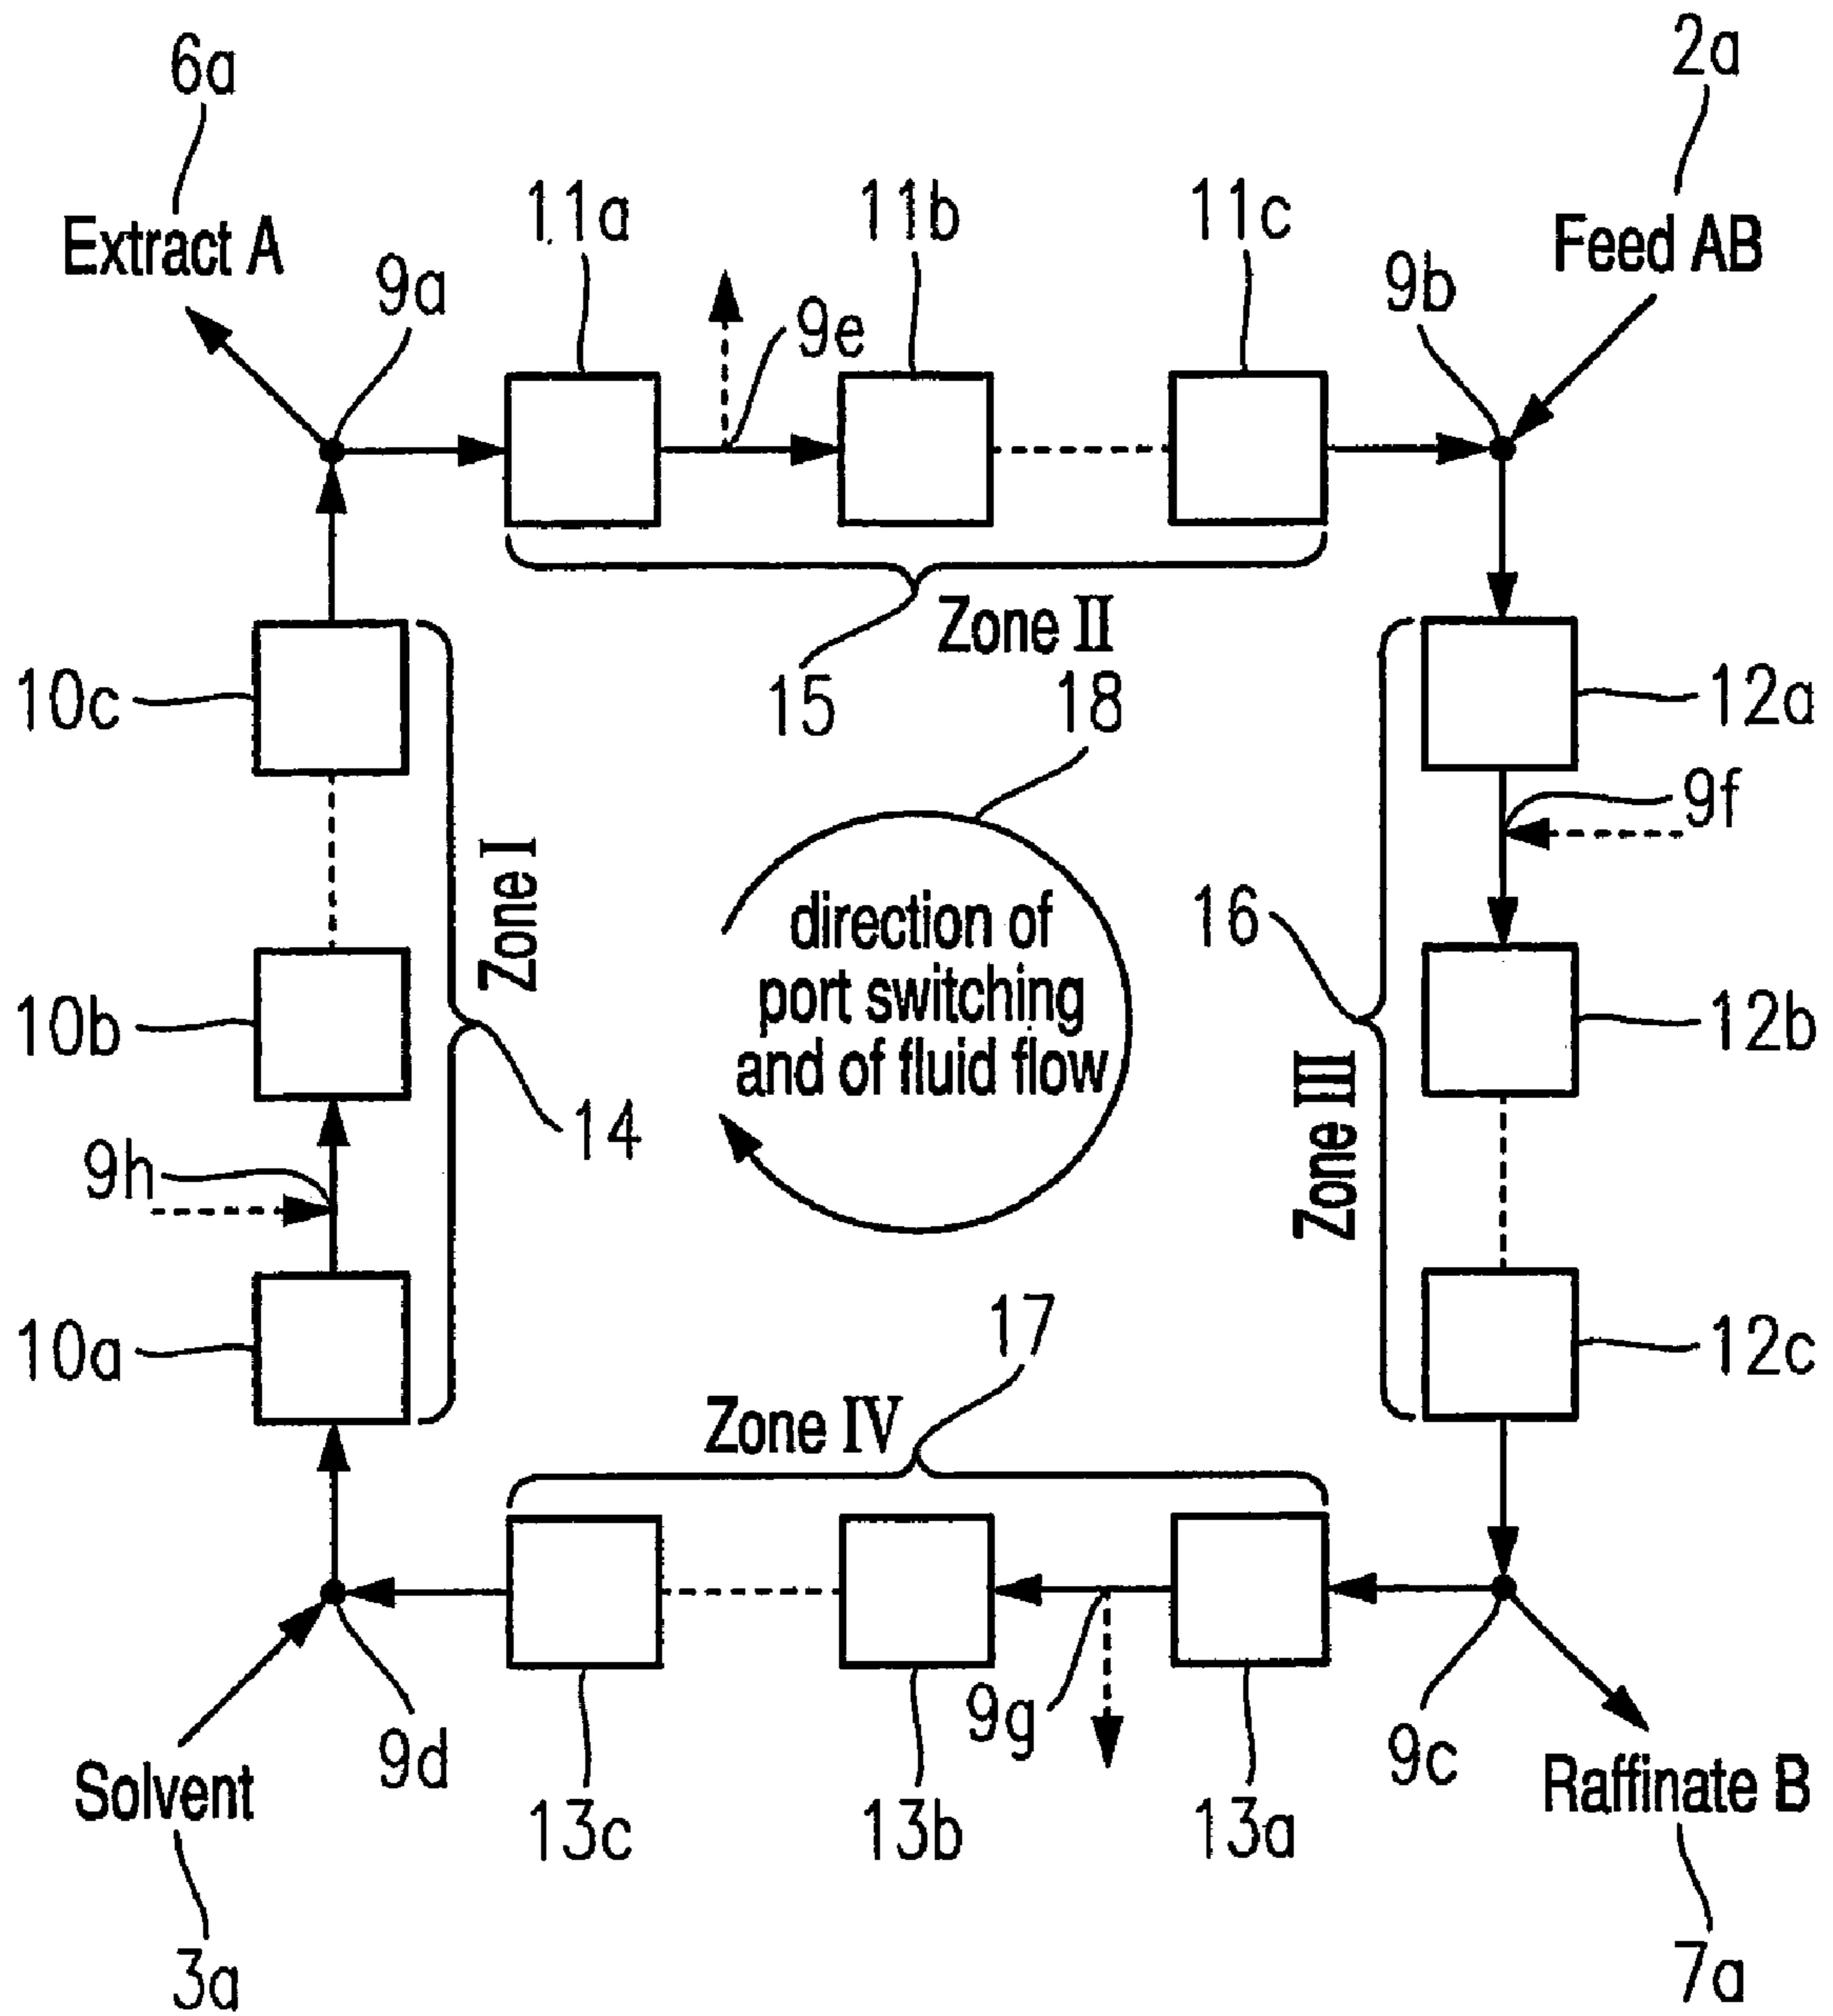 6a
2a
11a
11b
11c
Extract A
Feed AB
9a
9e
9b
Zone II
10c
15
18
12a
9f
Zone I
direction of
port switching
and of fluid flow
16
10b
12b
14
9h
Zone III
10a
17
12c
Zone IV
9g
9d
9c
Solvent
Raffinate B
13c
13b
13a
3a
7a